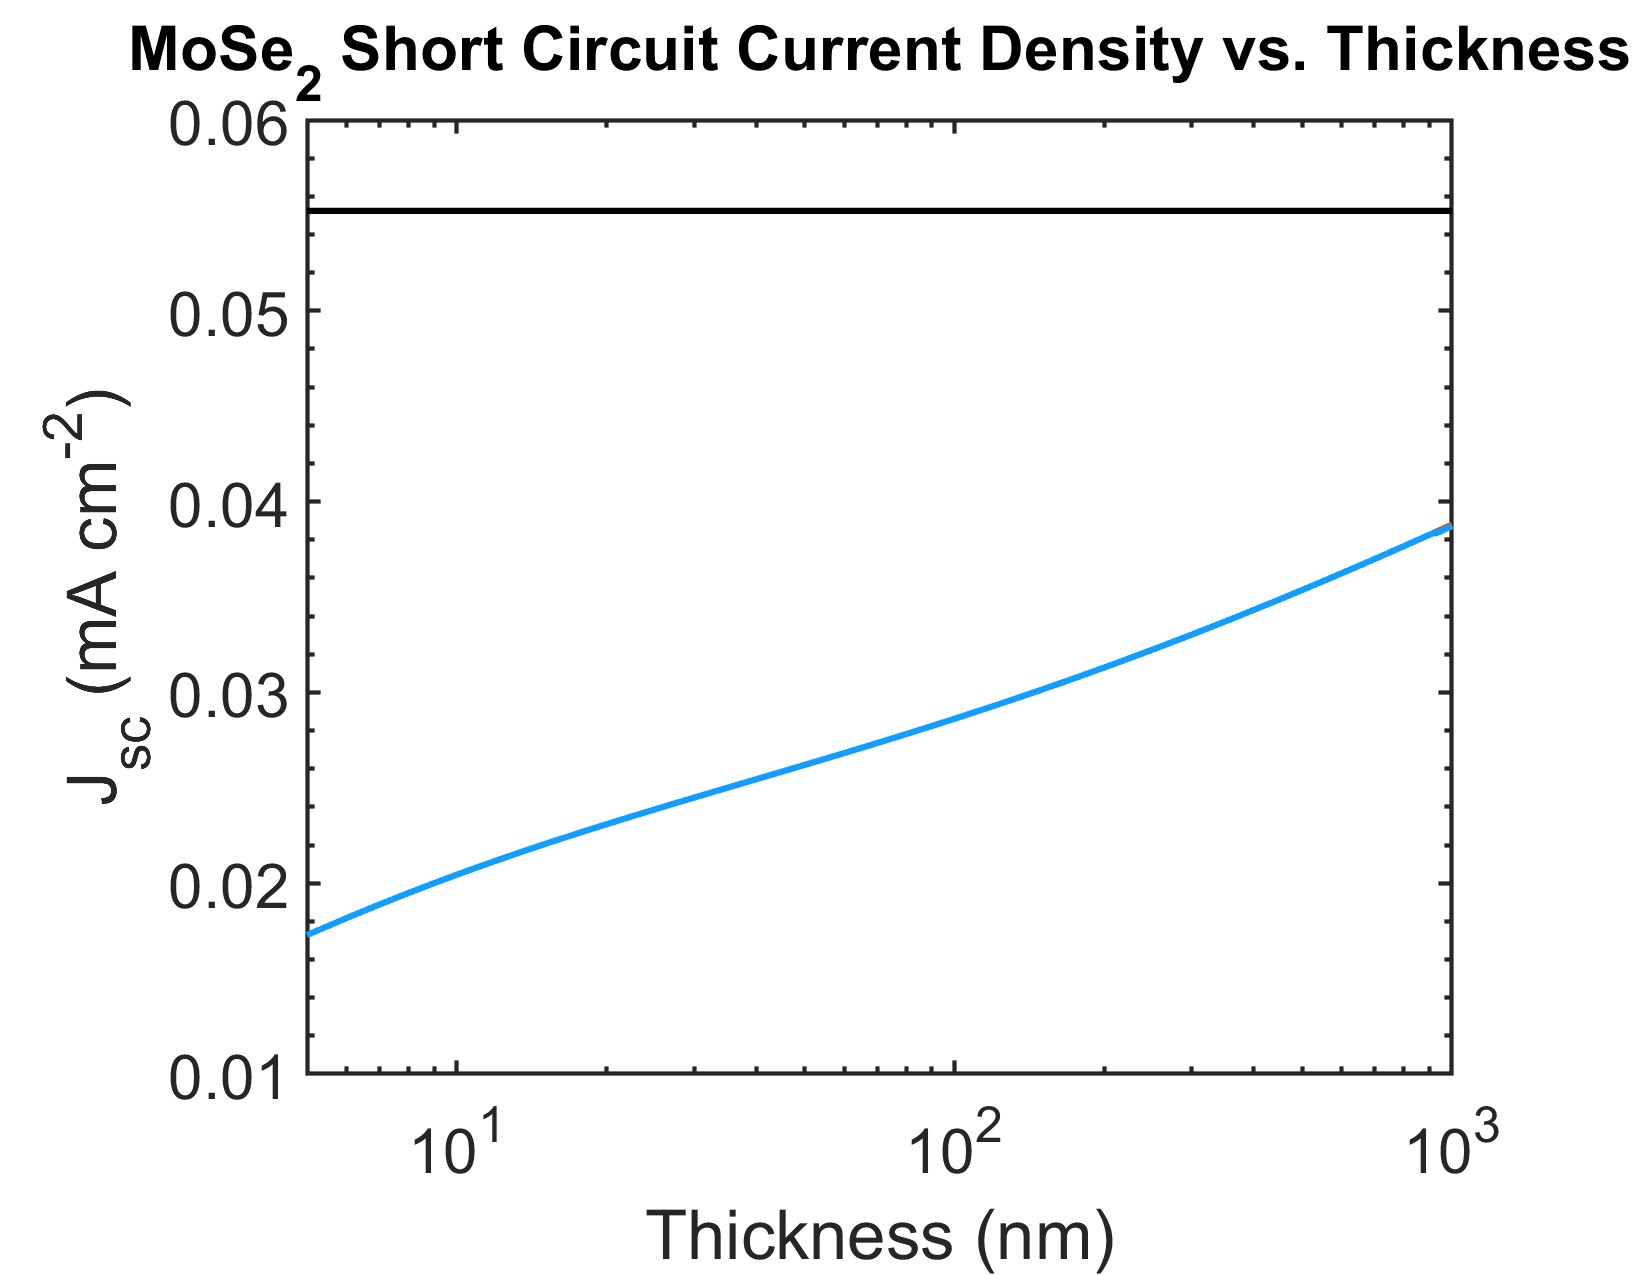 MoSe₂ Short Circuit Current Density vs. Thickness
0.06
0.05
0.04
0.03
0.02
0.01
J_sc (mA cm⁻²)
10¹ 10² 10³
Thickness (nm)